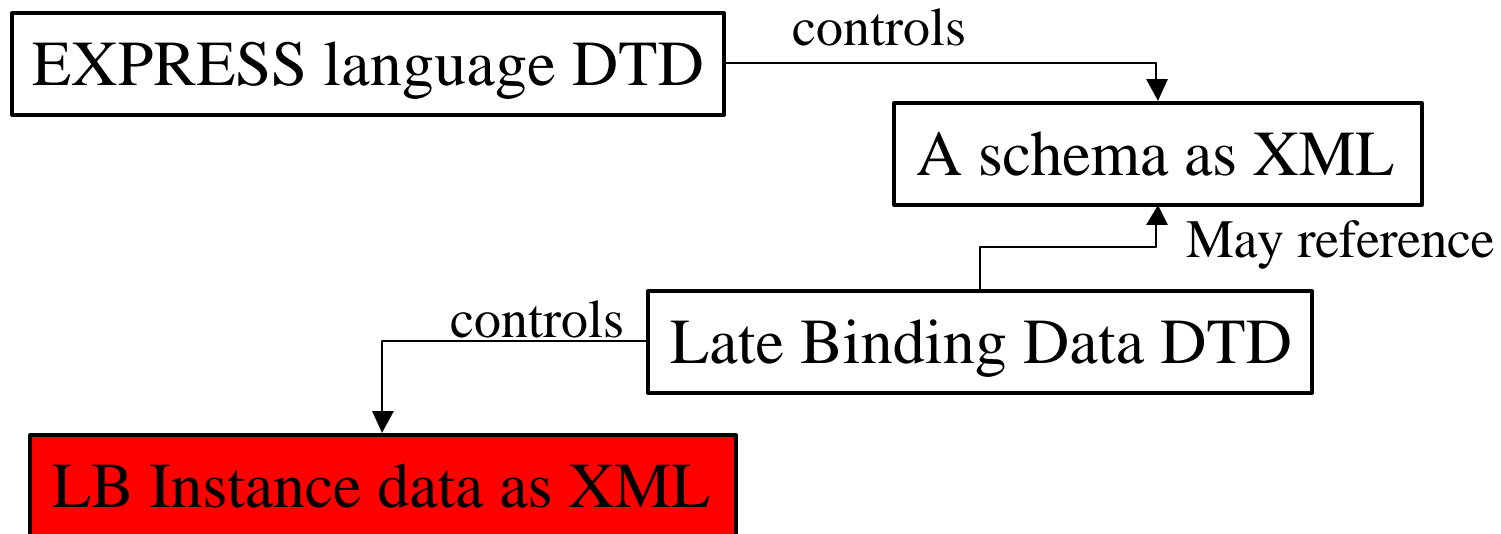 controls
EXPRESS language DTD
A schema as XML
May reference
controls
Late Binding Data DTD
LB Instance data as XML